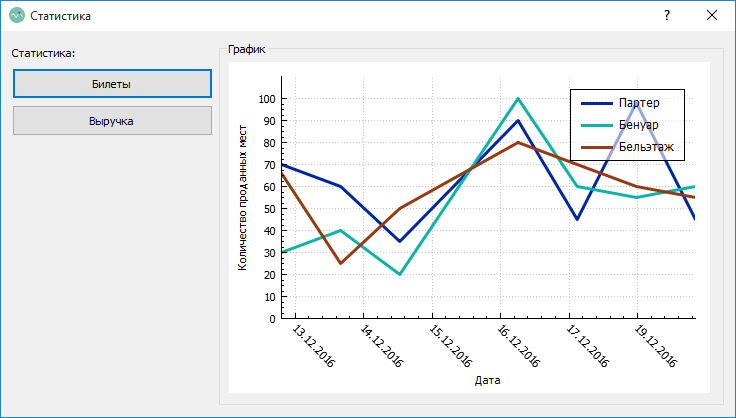 Статистика
?
Статистика:
Билеты
Выручка
График
Партер
Бенуар
Бельэтаж
Количество проданных мест
100
90
80
70
60
50
40
30
20
10
0
13.12.2016
14.12.2016
15.12.2016
16.12.2016
17.12.2016
19.12.2016
Дата